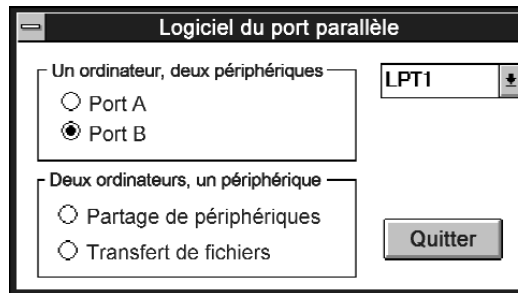 Logiciel du port parallèle
Un ordinateur, deux périphériques
LPT1
Port A
Port B
Deux ordinateurs, un périphérique
Partage de périphériques
Transfert de fichiers
Quitter